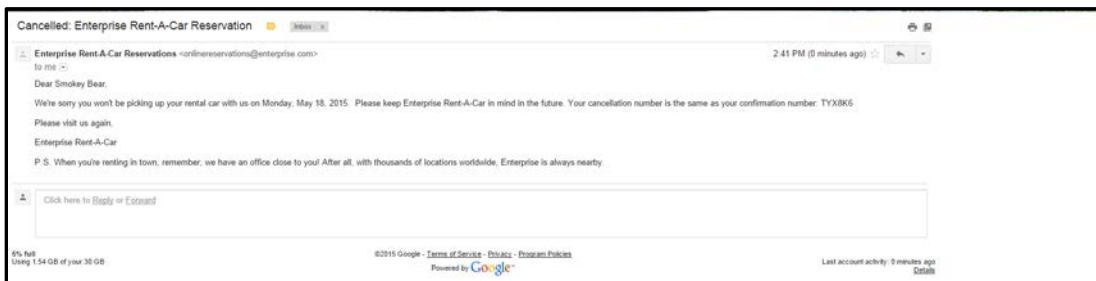 Cancelled: Enterprise Rent-A-Car Reservation
Inbox x
Enterprise Rent-A-Car Reservations <onlinereservations@enterprise.com>
2:41 PM (0 minutes ago)
to me
Dear Smokey Bear,
We're sorry you won't be picking up your rental car with us on Monday, May 18, 2015. Please keep Enterprise Rent-A-Car in mind in the future. Your cancellation number is the same as your confirmation number: TYX8K6
Please visit us again.
Enterprise Rent-A-Car
P.S. When you're renting in town, remember, we have an office close to you! After all, with thousands of locations worldwide, Enterprise is always nearby.
Click here to Reply or Forward
6% full
Using 1.54 GB of your 30 GB
©2015 Google - Terms of Service - Privacy - Program Policies
Powered by Google™
Last account activity: 0 minutes ago
Details